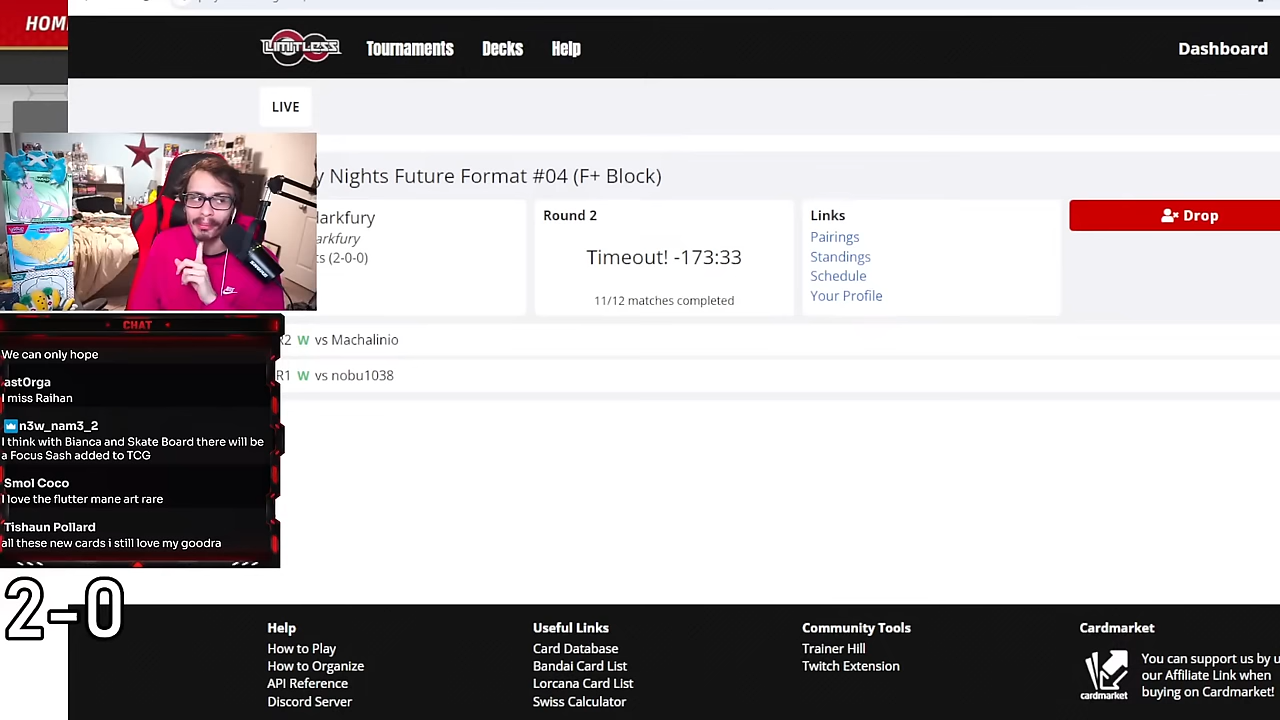 HOM
LIMITLESS
Tournaments
Decks
Help
Dashboard
LIVE
y Nights Future Format #04 (F+ Block)
arkfury
arkfury
ts (2-0-0)
Round 2
Timeout! -173:33
11/12 matches completed
Links
Pairings
Standings
Schedule
Your Profile
Drop
R2 W vs Machalinio
R1 W vs nobu1038
CHAT
We can only hope
ast0rga
I miss Raihan
n3w_nam3_2
I think with Bianca and Skate Board there will be
a Focus Sash added to TCG
Smol Coco
I love the flutter mane art rare
Tishaun Pollard
all these new cards i still love my goodra
2-0
Help
How to Play
How to Organize
API Reference
Discord Server
Useful Links
Card Database
Bandai Card List
Lorcana Card List
Swiss Calculator
Community Tools
Trainer Hill
Twitch Extension
Cardmarket
cardmarket
You can support us by u
our Affiliate Link when
buying on Cardmarket!